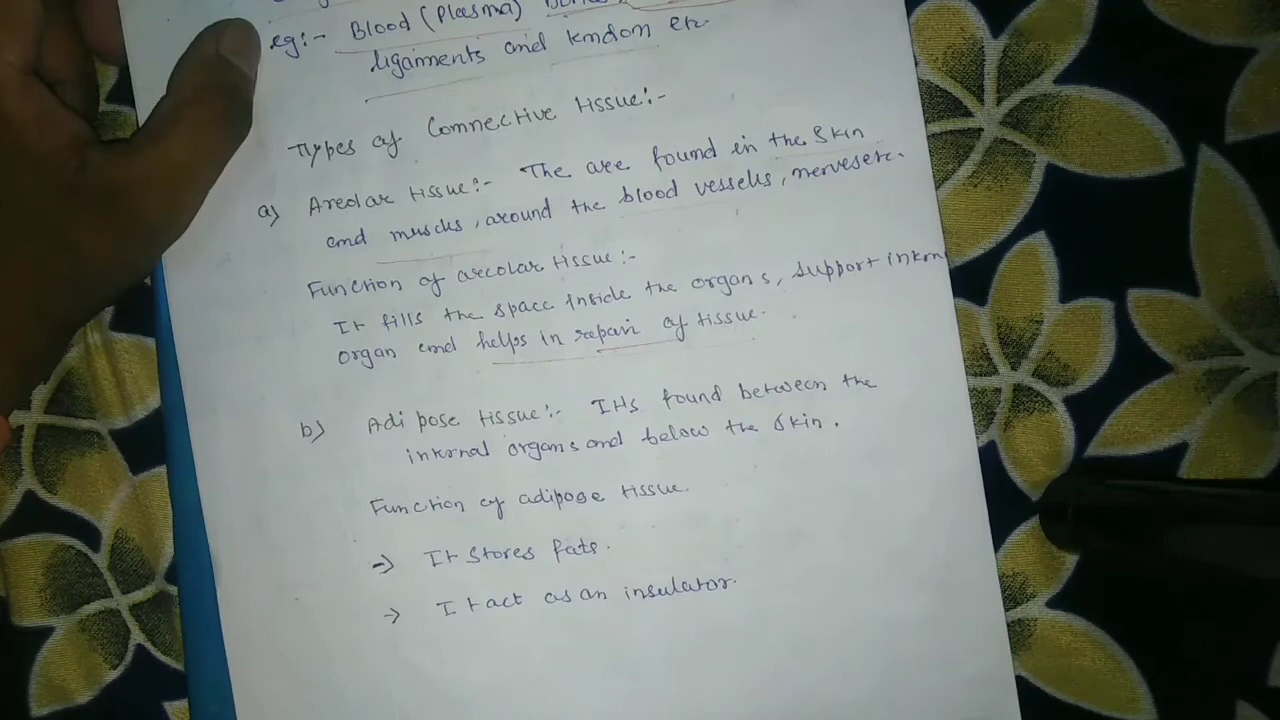 eg:- Blood (Plasma)
ligaments and tendon etc.
Types of Connective tissue:-
a) Areolar tissue:- The are found in the Skin
and muscles, around the blood vessells, nerves etc.
Function of areolar tissue:-
It fills the space inside the organs, support
organ and helps in repair of tissue.
b) Adipose tissue:- It is found between the
internal organs and below the Skin.
Function of adipose tissue.
-> It stores fats.
-> It act as an insulator.